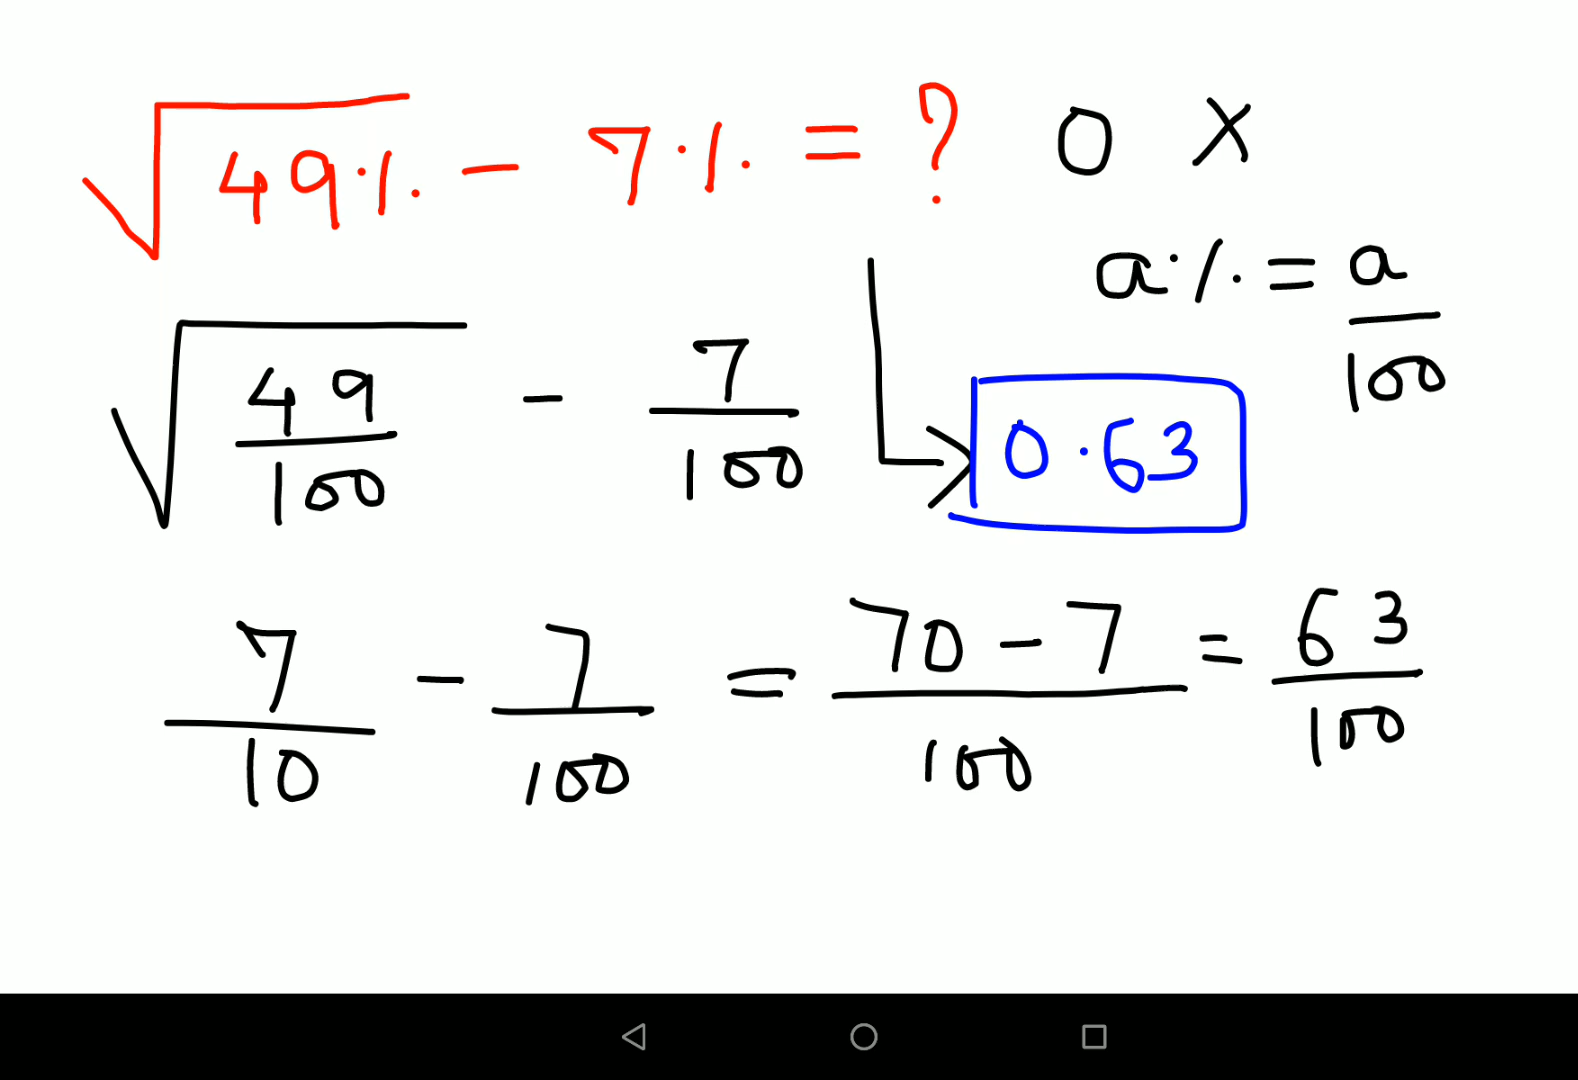 √49% - 7% = ? 0 X
a% = a/100
√49/100 - 7/100 0.63
7/10 - 7/100 = 70-7/100 = 63/100